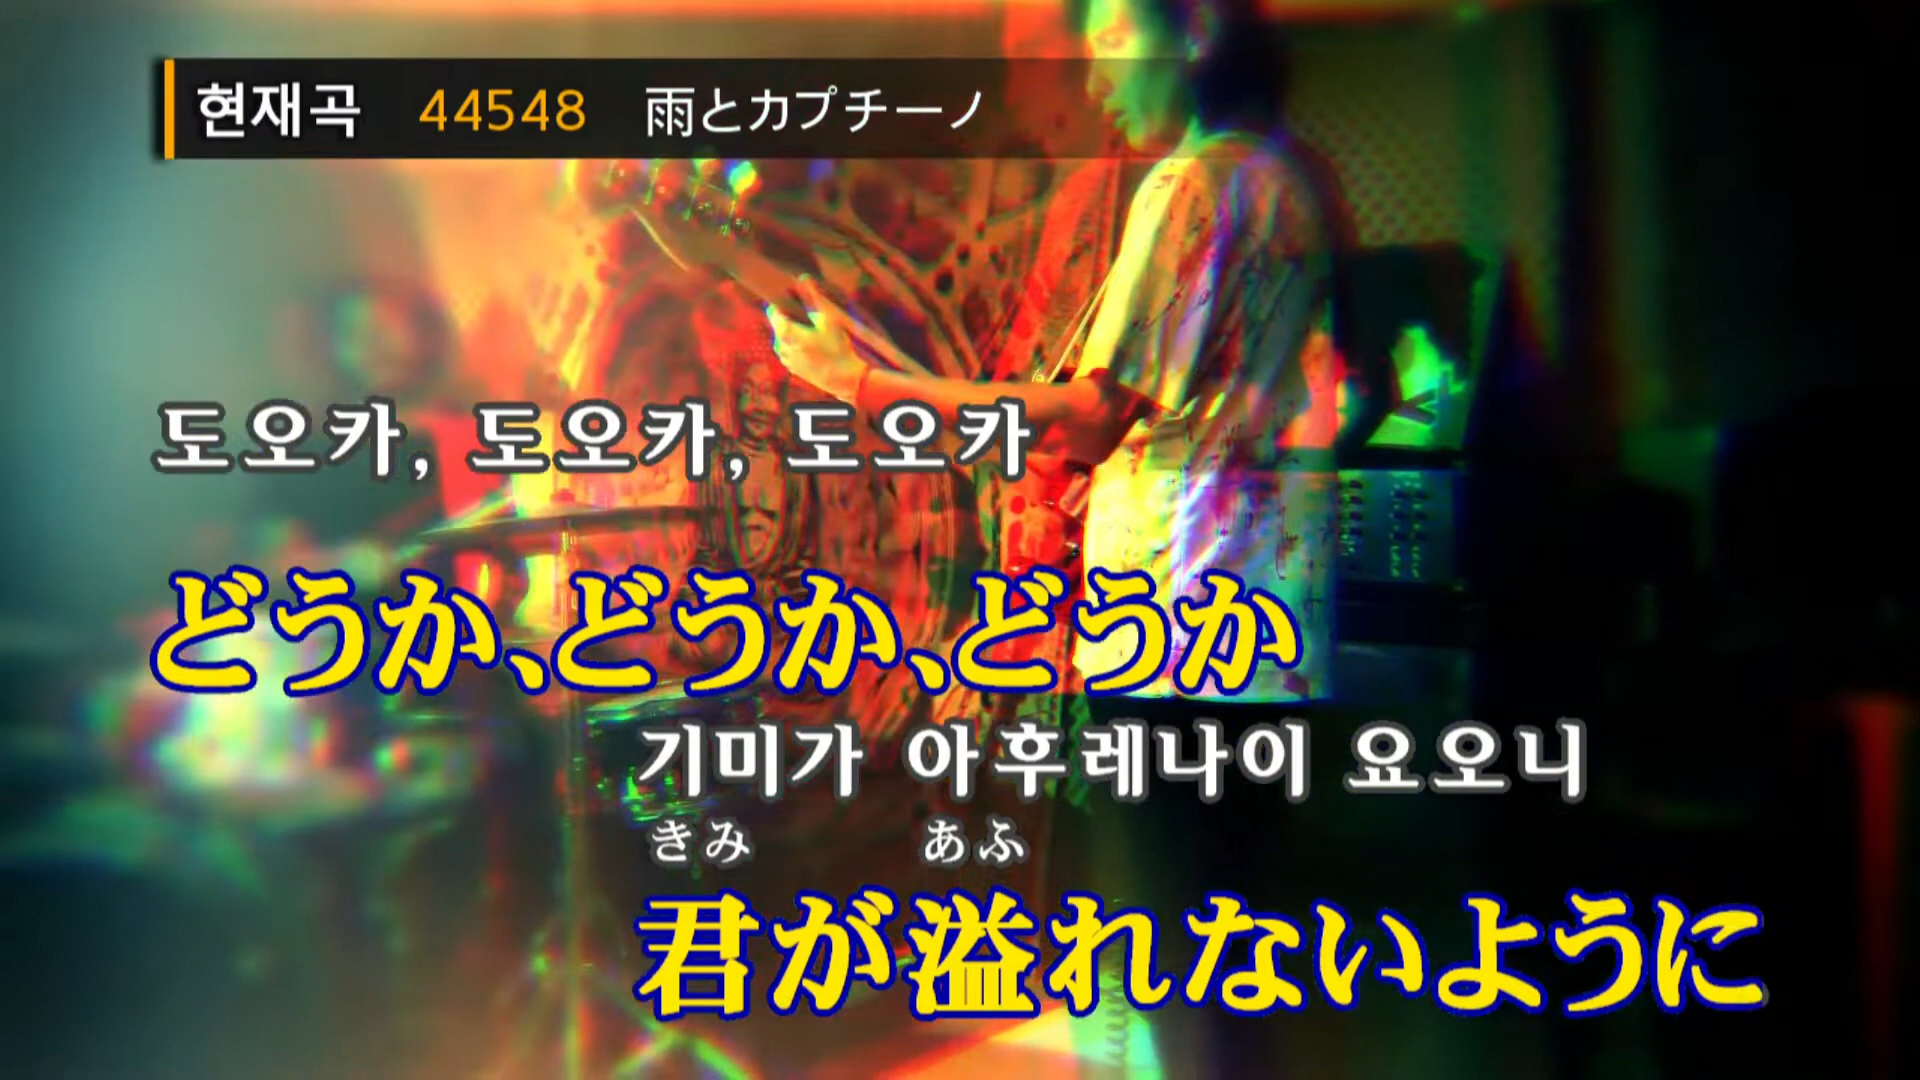 현재곡 44548 雨とカプチーノ
도오카, 도오카, 도오카
どうか、どうか、どうか
기미가 아후레나이 요오니
きみ あふ
君が溢れないように